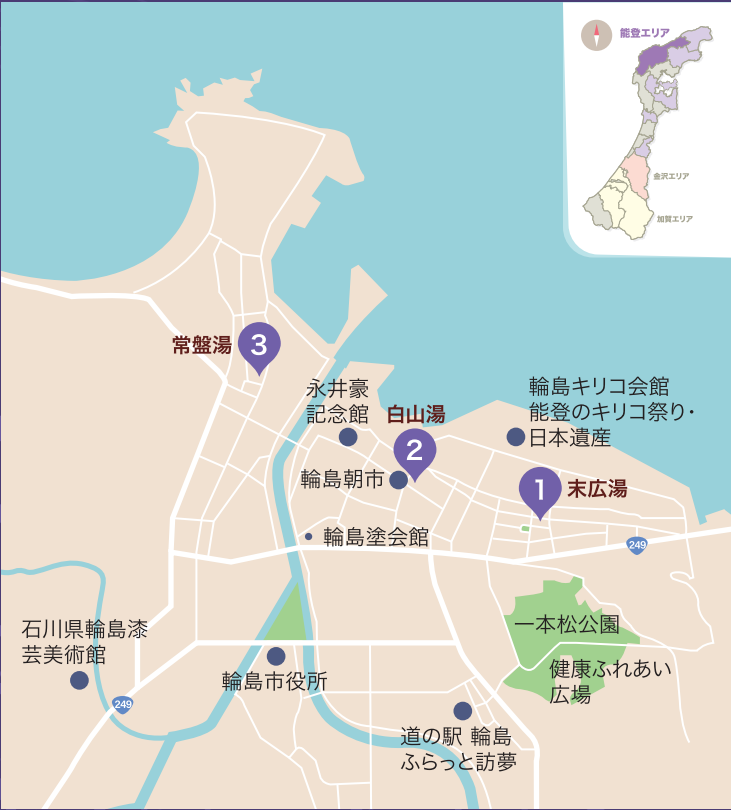 能登エリア
金沢エリア
加賀エリア
常盤湯
3
永井豪
記念館
白山湯
2
輪島キリコ会館
能登のキリコ祭り・
日本遺産
輪島朝市
1
末広湯
輪島塗会館
249
一本松公園
石川県輪島漆
芸美術館
健康ふれあい
広場
輪島市役所
249
道の駅 輪島
ふらっと訪夢